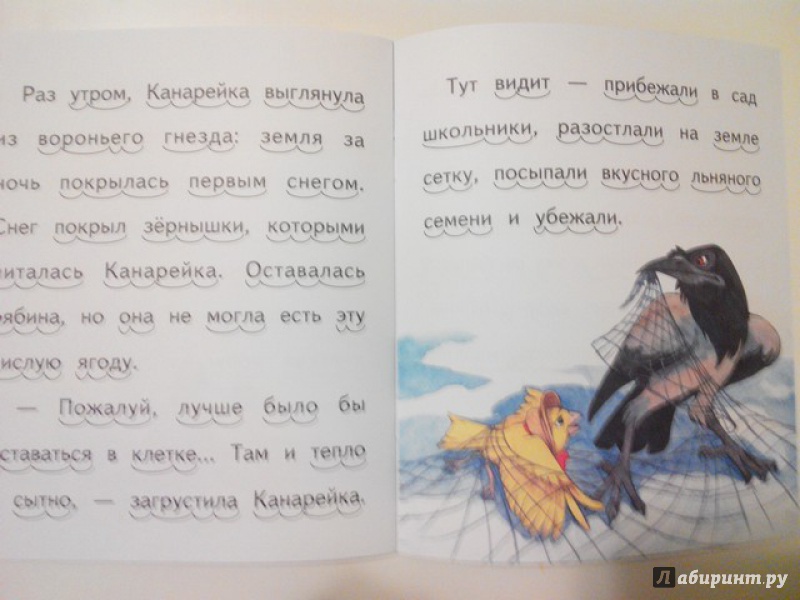 Раз утром, Канарейка выглянула
из вороньего гнезда: земля за
ночь покрылась первым снегом.
Снег покрыл зёрнышки, которыми
питалась Канарейка. Оставалась
рябина, но она не могла есть эту
кислую ягоду.
— Пожалуй, лучше было бы
оставаться в клетке... Там и тепло
и сытно, — загрустила Канарейка.
Тут видит — прибежали в сад
школьники, разостлали на земле
сетку, посыпали вкусного льняного
семени и убежали.
Лабиринт.ру